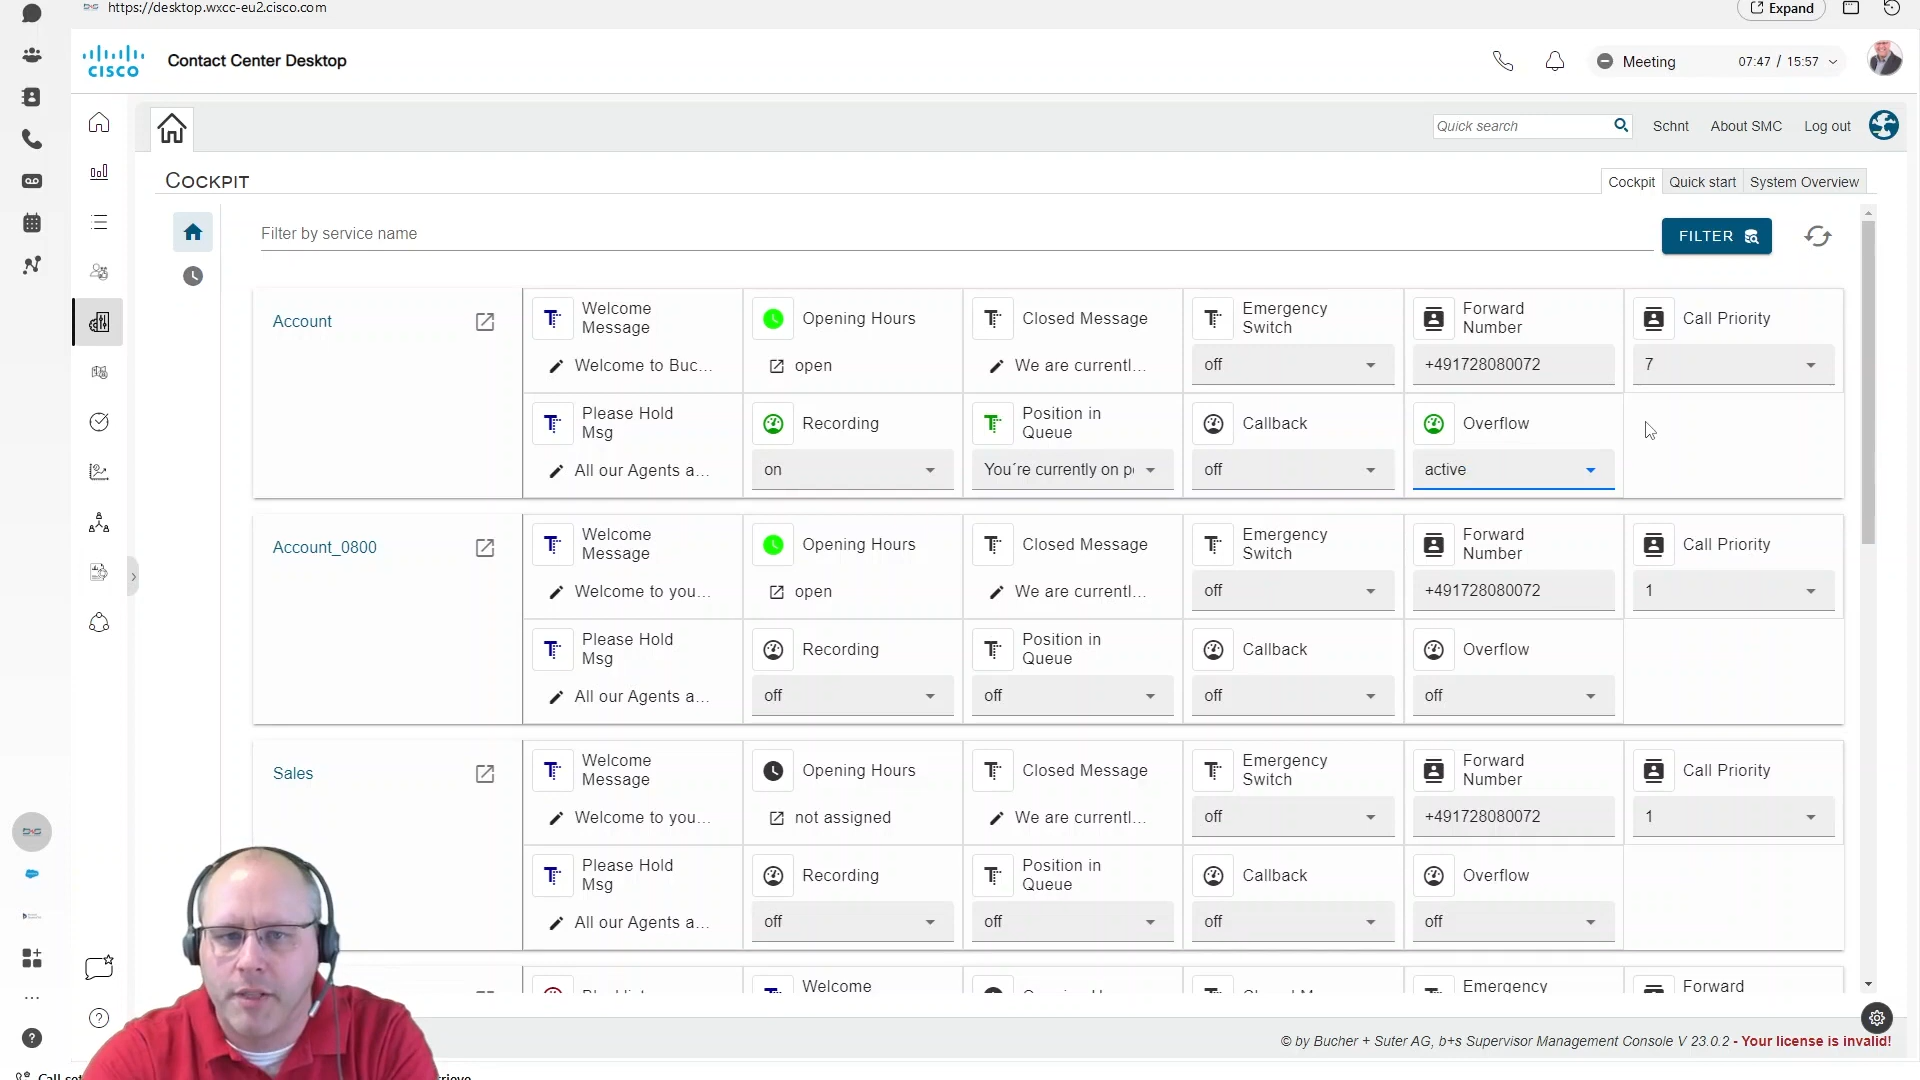 https://desktop.wxcc-eu2.cisco.com
Expand
CISCO
Contact Center Desktop
Meeting
07:47 / 15:57
Quick search
Schnt
About SMC
Log out
COCKPIT
Cockpit
Quick start
System Overview
Filter by service name
FILTER
Account
Welcome Message
Welcome to Buc...
Opening Hours
open
Closed Message
We are currentl...
Emergency Switch
off
Forward Number
+491728080072
Call Priority
7
Please Hold Msg
All our Agents a...
Recording
on
Position in Queue
You´re currently on p
Callback
off
Overflow
active
Account_0800
Welcome Message
Welcome to you...
Opening Hours
open
Closed Message
We are currentl...
Emergency Switch
off
Forward Number
+491728080072
Call Priority
1
Please Hold Msg
All our Agents a...
Recording
off
Position in Queue
off
Callback
off
Overflow
off
Sales
Welcome Message
Welcome to you...
Opening Hours
not assigned
Closed Message
We are currentl...
Emergency Switch
off
Forward Number
+491728080072
Call Priority
1
Please Hold Msg
All our Agents a...
Recording
off
Position in Queue
off
Callback
off
Overflow
off
Welcome
Emergency
Forward
© by Bucher + Suter AG, b+s Supervisor Management Console V 23.0.2 - Your license is invalid!